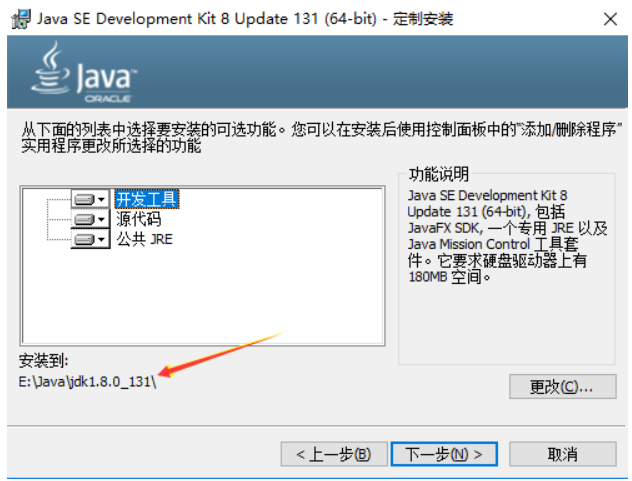 Java SE Development Kit 8 Update 131 (64-bit) - 定制安装
Java
ORACLE
从下面的列表中选择要安装的可选功能。您可以在安装后使用控制面板中的"添加/删除程序"
实用程序更改所选择的功能
开发工具
源代码
公共 JRE
功能说明
Java SE Development Kit 8
Update 131 (64-bit), 包括
JavaFX SDK, 一个专用 JRE 以及
Java Mission Control 工具套
件。它要求硬盘驱动器上有
180MB 空间。
安装到:
E:\Java\jdk1.8.0_131\
更改(C)...
< 上一步(B)
下一步(N) >
取消